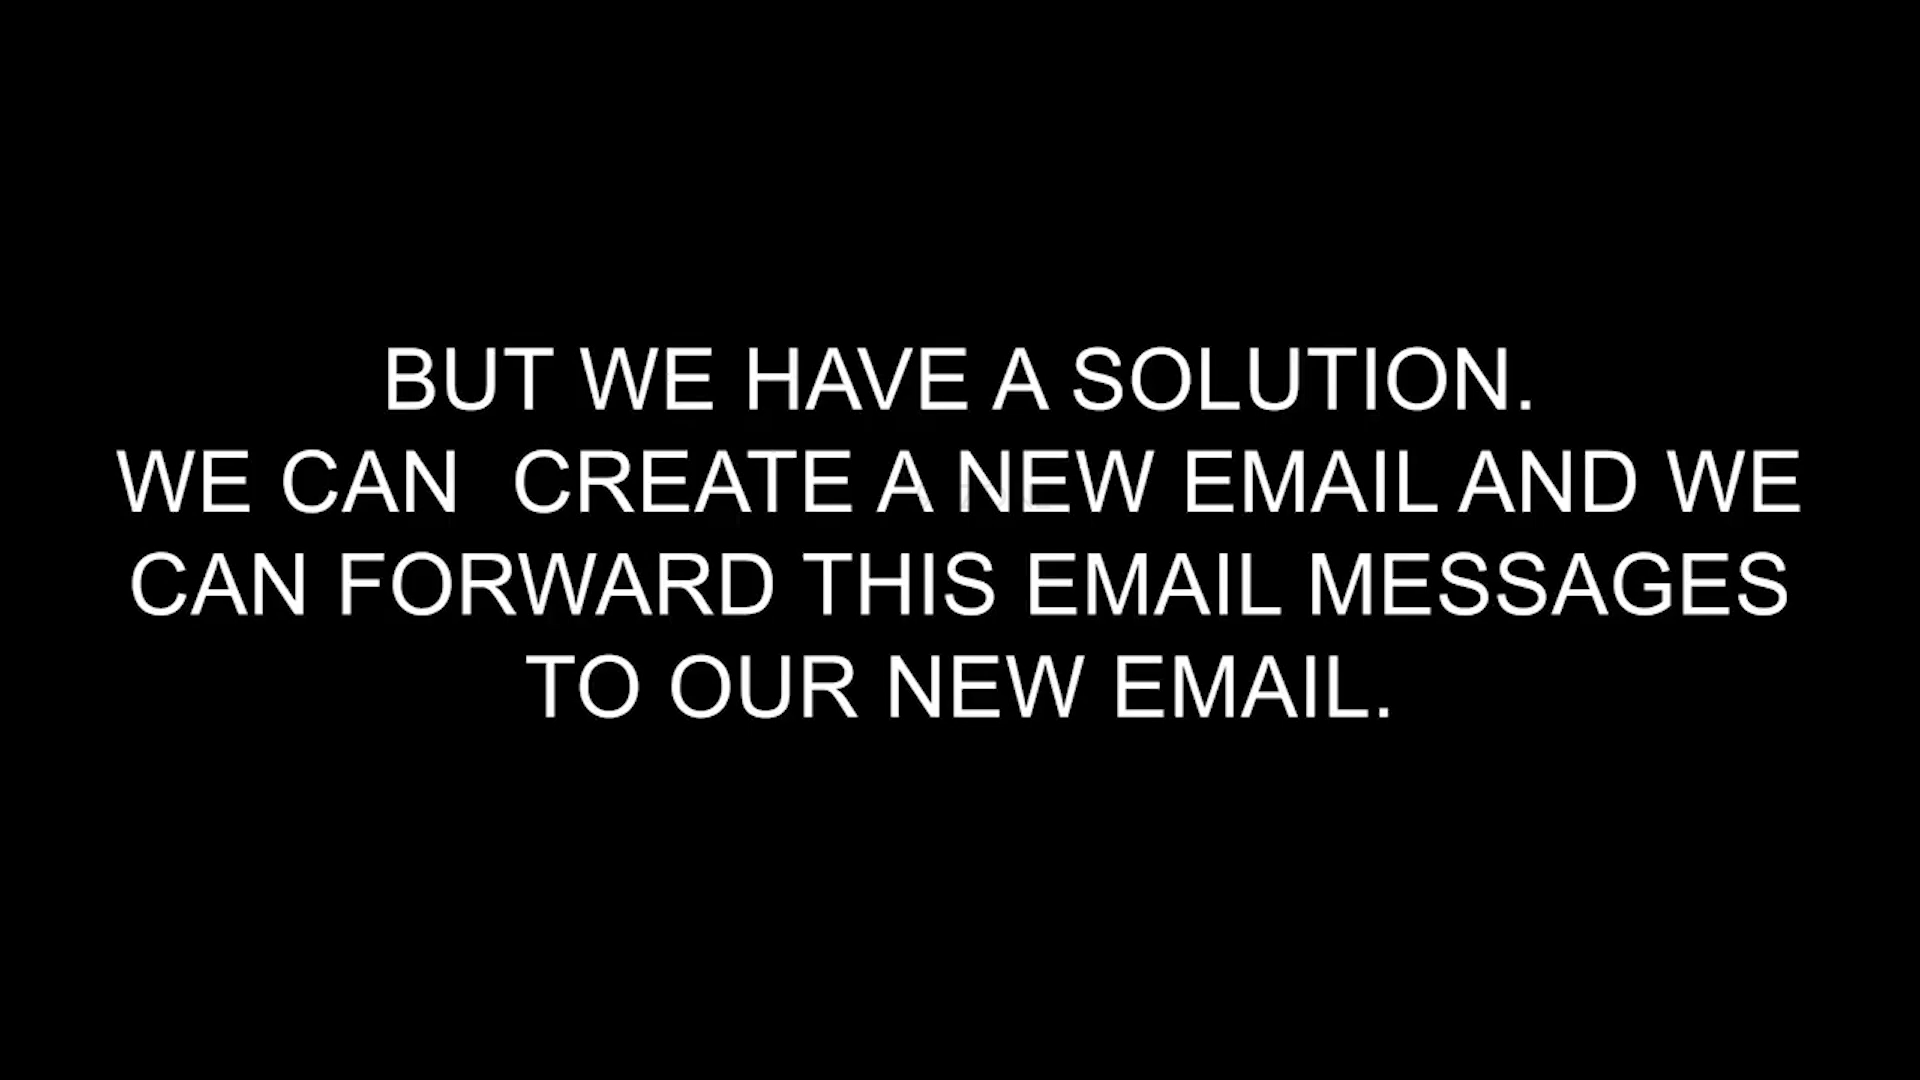 BUT WE HAVE A SOLUTION.
WE CAN  CREATE A NEW EMAIL AND WE
CAN FORWARD THIS EMAIL MESSAGES
TO OUR NEW EMAIL.